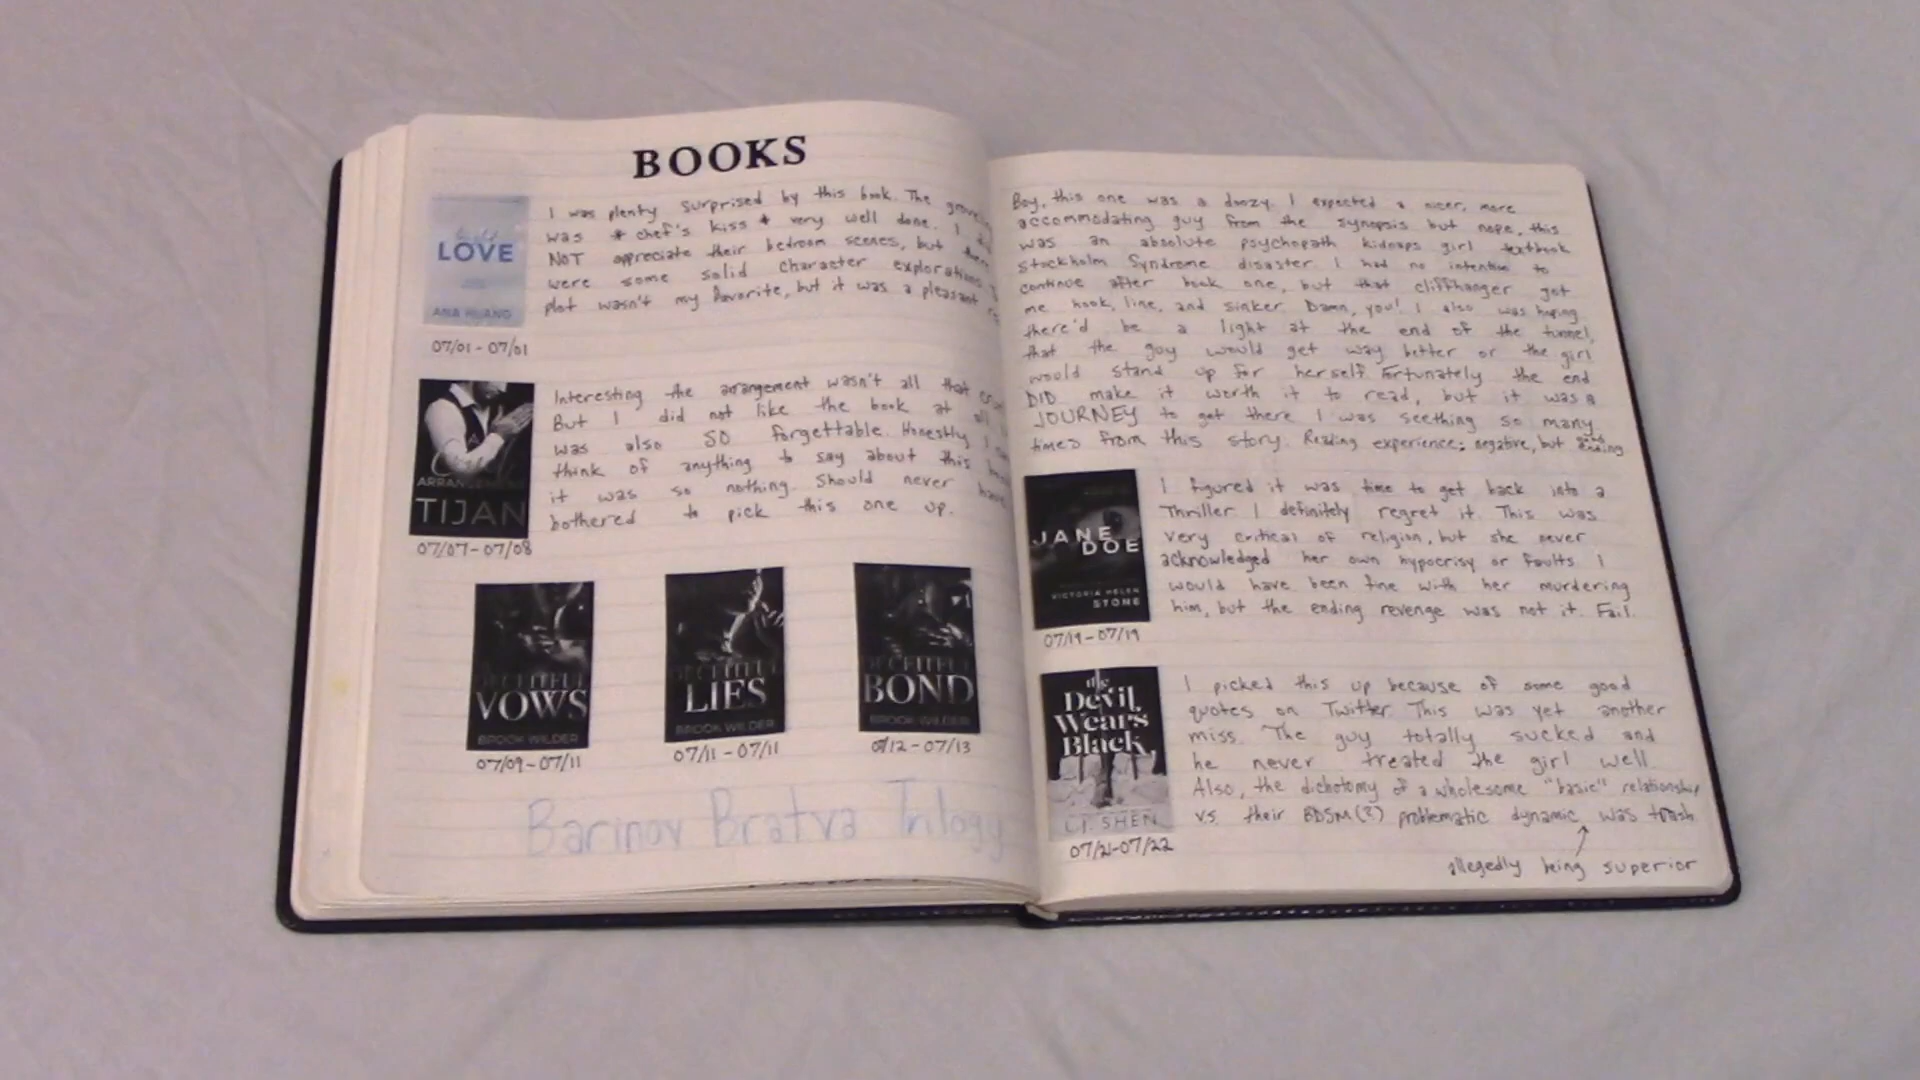 BOOKS
I was plenty surprised by this book. The
was * chef's kiss * very well done. I
NOT appreciate their bedroom scenes, but there
were some solid character explorations.
plot wasn't my favorite, but it was a pleasant
LOVE
ANA HUANG
07/01 - 07/01
Interesting the arrangement wasn't all that
But I did not like the book at all
was also SO forgettable. Honestly I
think of anything to say about this
it was so nothing. Should never have
bothered to pick this one up.
ARRANGEMENT
TIJAN
07/07 - 07/08
DECEITFUL
VOWS
BROOK WILDER
07/09 - 07/11
DECEITFUL
LIES
BROOK WILDER
07/11 - 07/11
DECEITFUL
BOND
BROOK WILDER
07/12 - 07/13
Barinov Bratva Trilogy
Boy, this one was a doozy. I expected a nicer, more
accommodating guy from the synopsis but nope, this
was an absolute psychopath kidnaps girl textbook
Stockholm Syndrome disaster. I had no intention to
continue after book one, but that cliffhanger got
me hook, line, and sinker. Damn, you! I also was hoping
there'd be a light at the end of the tunnel,
that the guy would get way better or the girl
would stand up for herself. Fortunately the end
DID make it worth it to read, but it was a
JOURNEY to get there. I was seething so many
times from this story. Reading experience: negative, but good ending
JANE
DOE
VICTORIA HELEN
STONE
07/19 - 07/19
I figured it was time to get back into a
Thriller. I definitely regret it. This was
very critical of religion, but she never
acknowledged her own hypocrisy or faults. I
would have been fine with her murdering
him, but the ending revenge was not it. Fail.
the
Devil
Wears
Black
L.J. SHEN
07/21-07/22
I picked this up because of some good
quotes on Twitter. This was yet another
miss. The guy totally sucked and
he never treated the girl well.
Also, the dichotomy of a wholesome "basic" relationship
vs. their BDSM(?) problematic dynamic was trash.
allegedly being superior